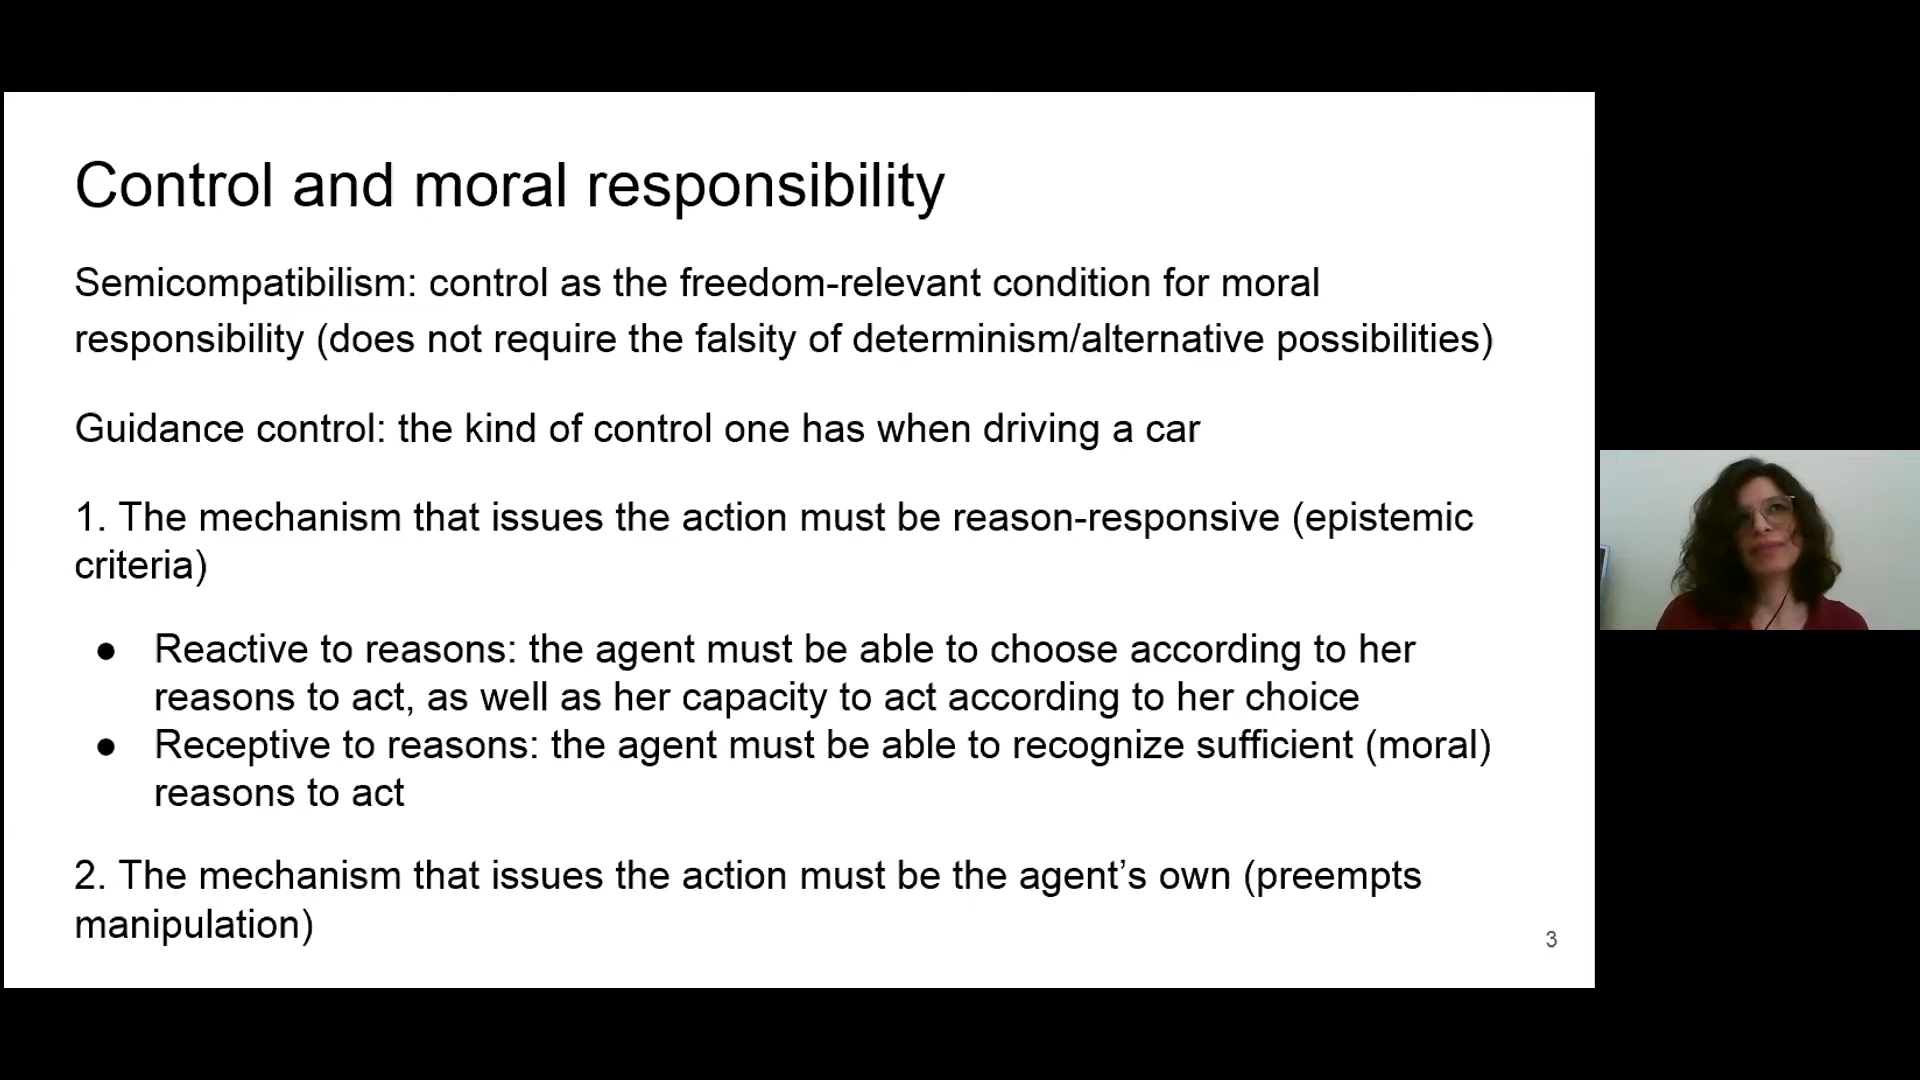 Control and moral responsibility
Semicompatibilism: control as the freedom-relevant condition for moral
responsibility (does not require the falsity of determinism/alternative possibilities)
Guidance control: the kind of control one has when driving a car
1. The mechanism that issues the action must be reason-responsive (epistemic
criteria)
● Reactive to reasons: the agent must be able to choose according to her
reasons to act, as well as her capacity to act according to her choice
● Receptive to reasons: the agent must be able to recognize sufficient (moral)
reasons to act
2. The mechanism that issues the action must be the agent’s own (preempts
manipulation)
3